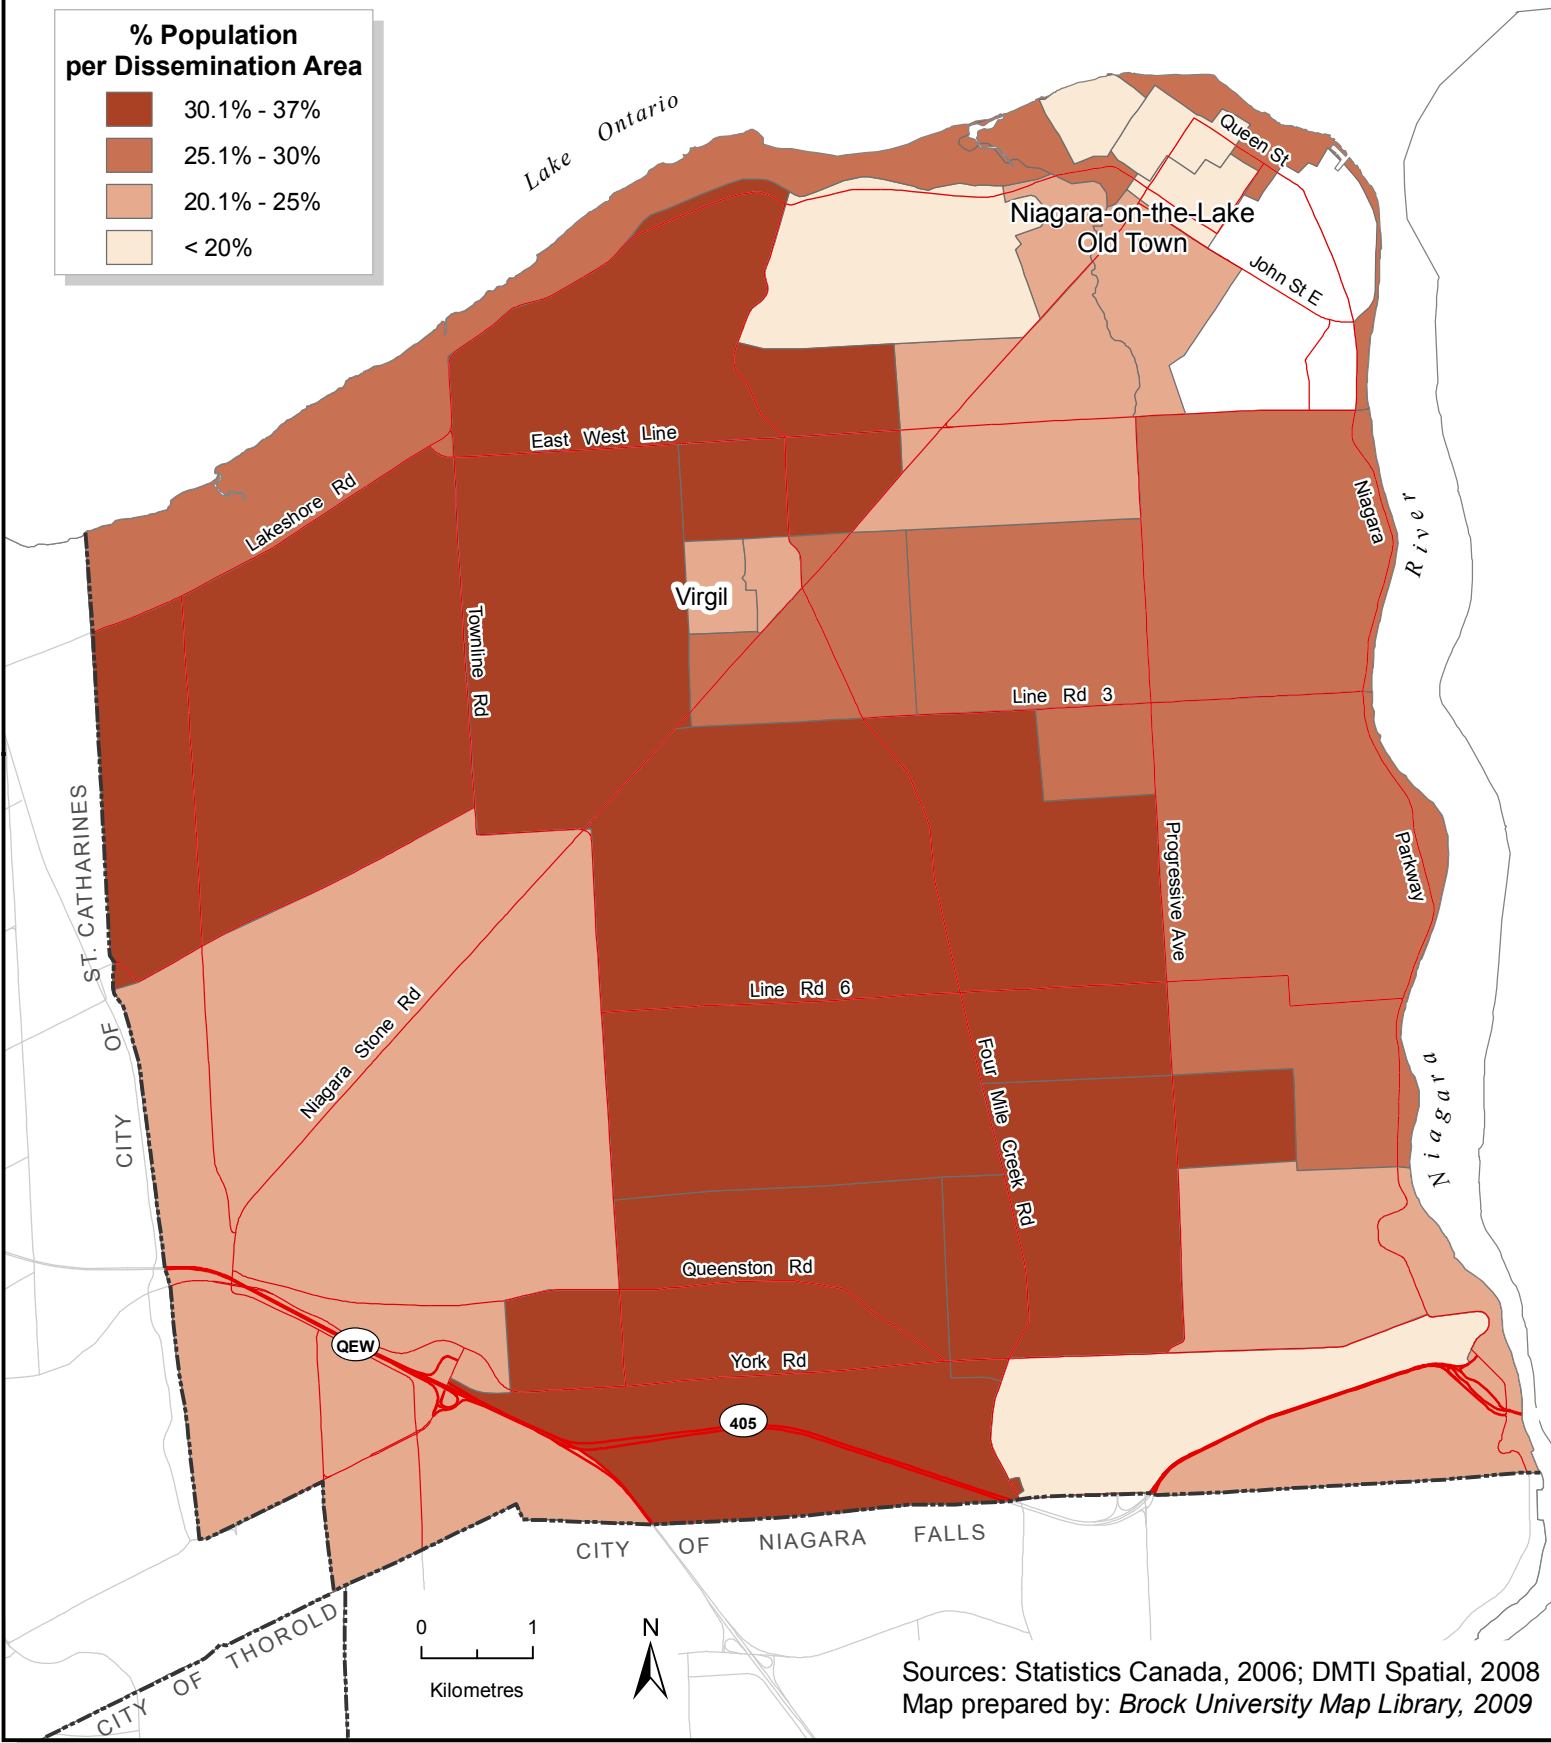 % Population
per Dissemination Area
30.1% - 37%
25.1% - 30%
20.1% - 25%
< 20%
Lake Ontario
Queen St
Niagara-on-the-Lake
Old Town
John St E
East West Line
Lakeshore Rd
Niagara
River
Virgil
Townline Rd
Line Rd 3
ST. CATHARINES
Progressive Ave
Parkway
Line Rd 6
Niagara Stone Rd
OF
Four Mile Creek Rd
Niagara
CITY
Queenston Rd
QEW
York Rd
405
CITY OF NIAGARA FALLS
CITY OF THOROLD
0 1
Kilometres
N
Sources: Statistics Canada, 2006; DMTI Spatial, 2008
Map prepared by: Brock University Map Library, 2009